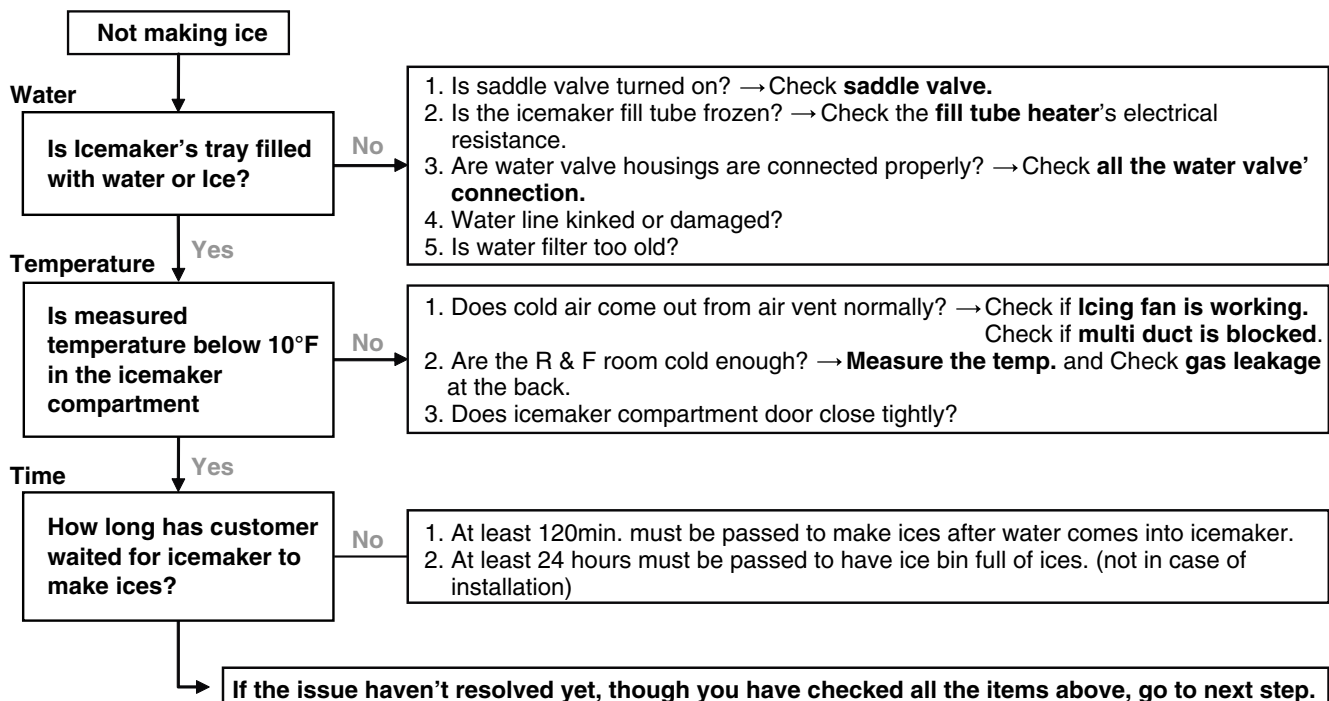 Not making ice
Water
Is Icemaker's tray filled
with water or Ice?
No
1. Is saddle valve turned on? → Check saddle valve.
2. Is the icemaker fill tube frozen? → Check the fill tube heater's electrical
resistance.
3. Are water valve housings are connected properly? → Check all the water valve'
connection.
4. Water line kinked or damaged?
5. Is water filter too old?
Yes
Temperature
Is measured
temperature below 10°F
in the icemaker
compartment
No
1. Does cold air come out from air vent normally? → Check if Icing fan is working.
Check if multi duct is blocked.
2. Are the R & F room cold enough? → Measure the temp. and Check gas leakage
at the back.
3. Does icemaker compartment door close tightly?
Yes
Time
How long has customer
waited for icemaker to
make ices?
No
1. At least 120min. must be passed to make ices after water comes into icemaker.
2. At least 24 hours must be passed to have ice bin full of ices. (not in case of
installation)
If the issue haven't resolved yet, though you have checked all the items above, go to next step.